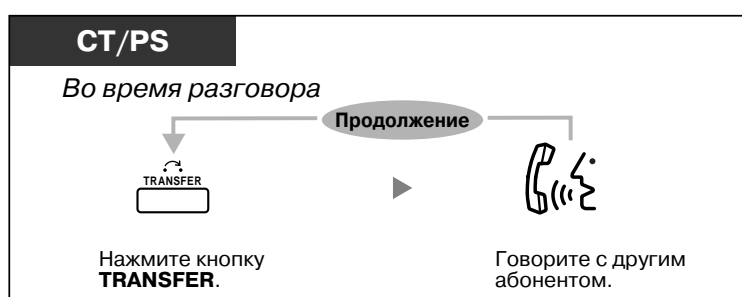 CT/PS
Во время разговора
Продолжение
TRANSFER
Нажмите кнопку
TRANSFER.
Говорите с другим
абонентом.